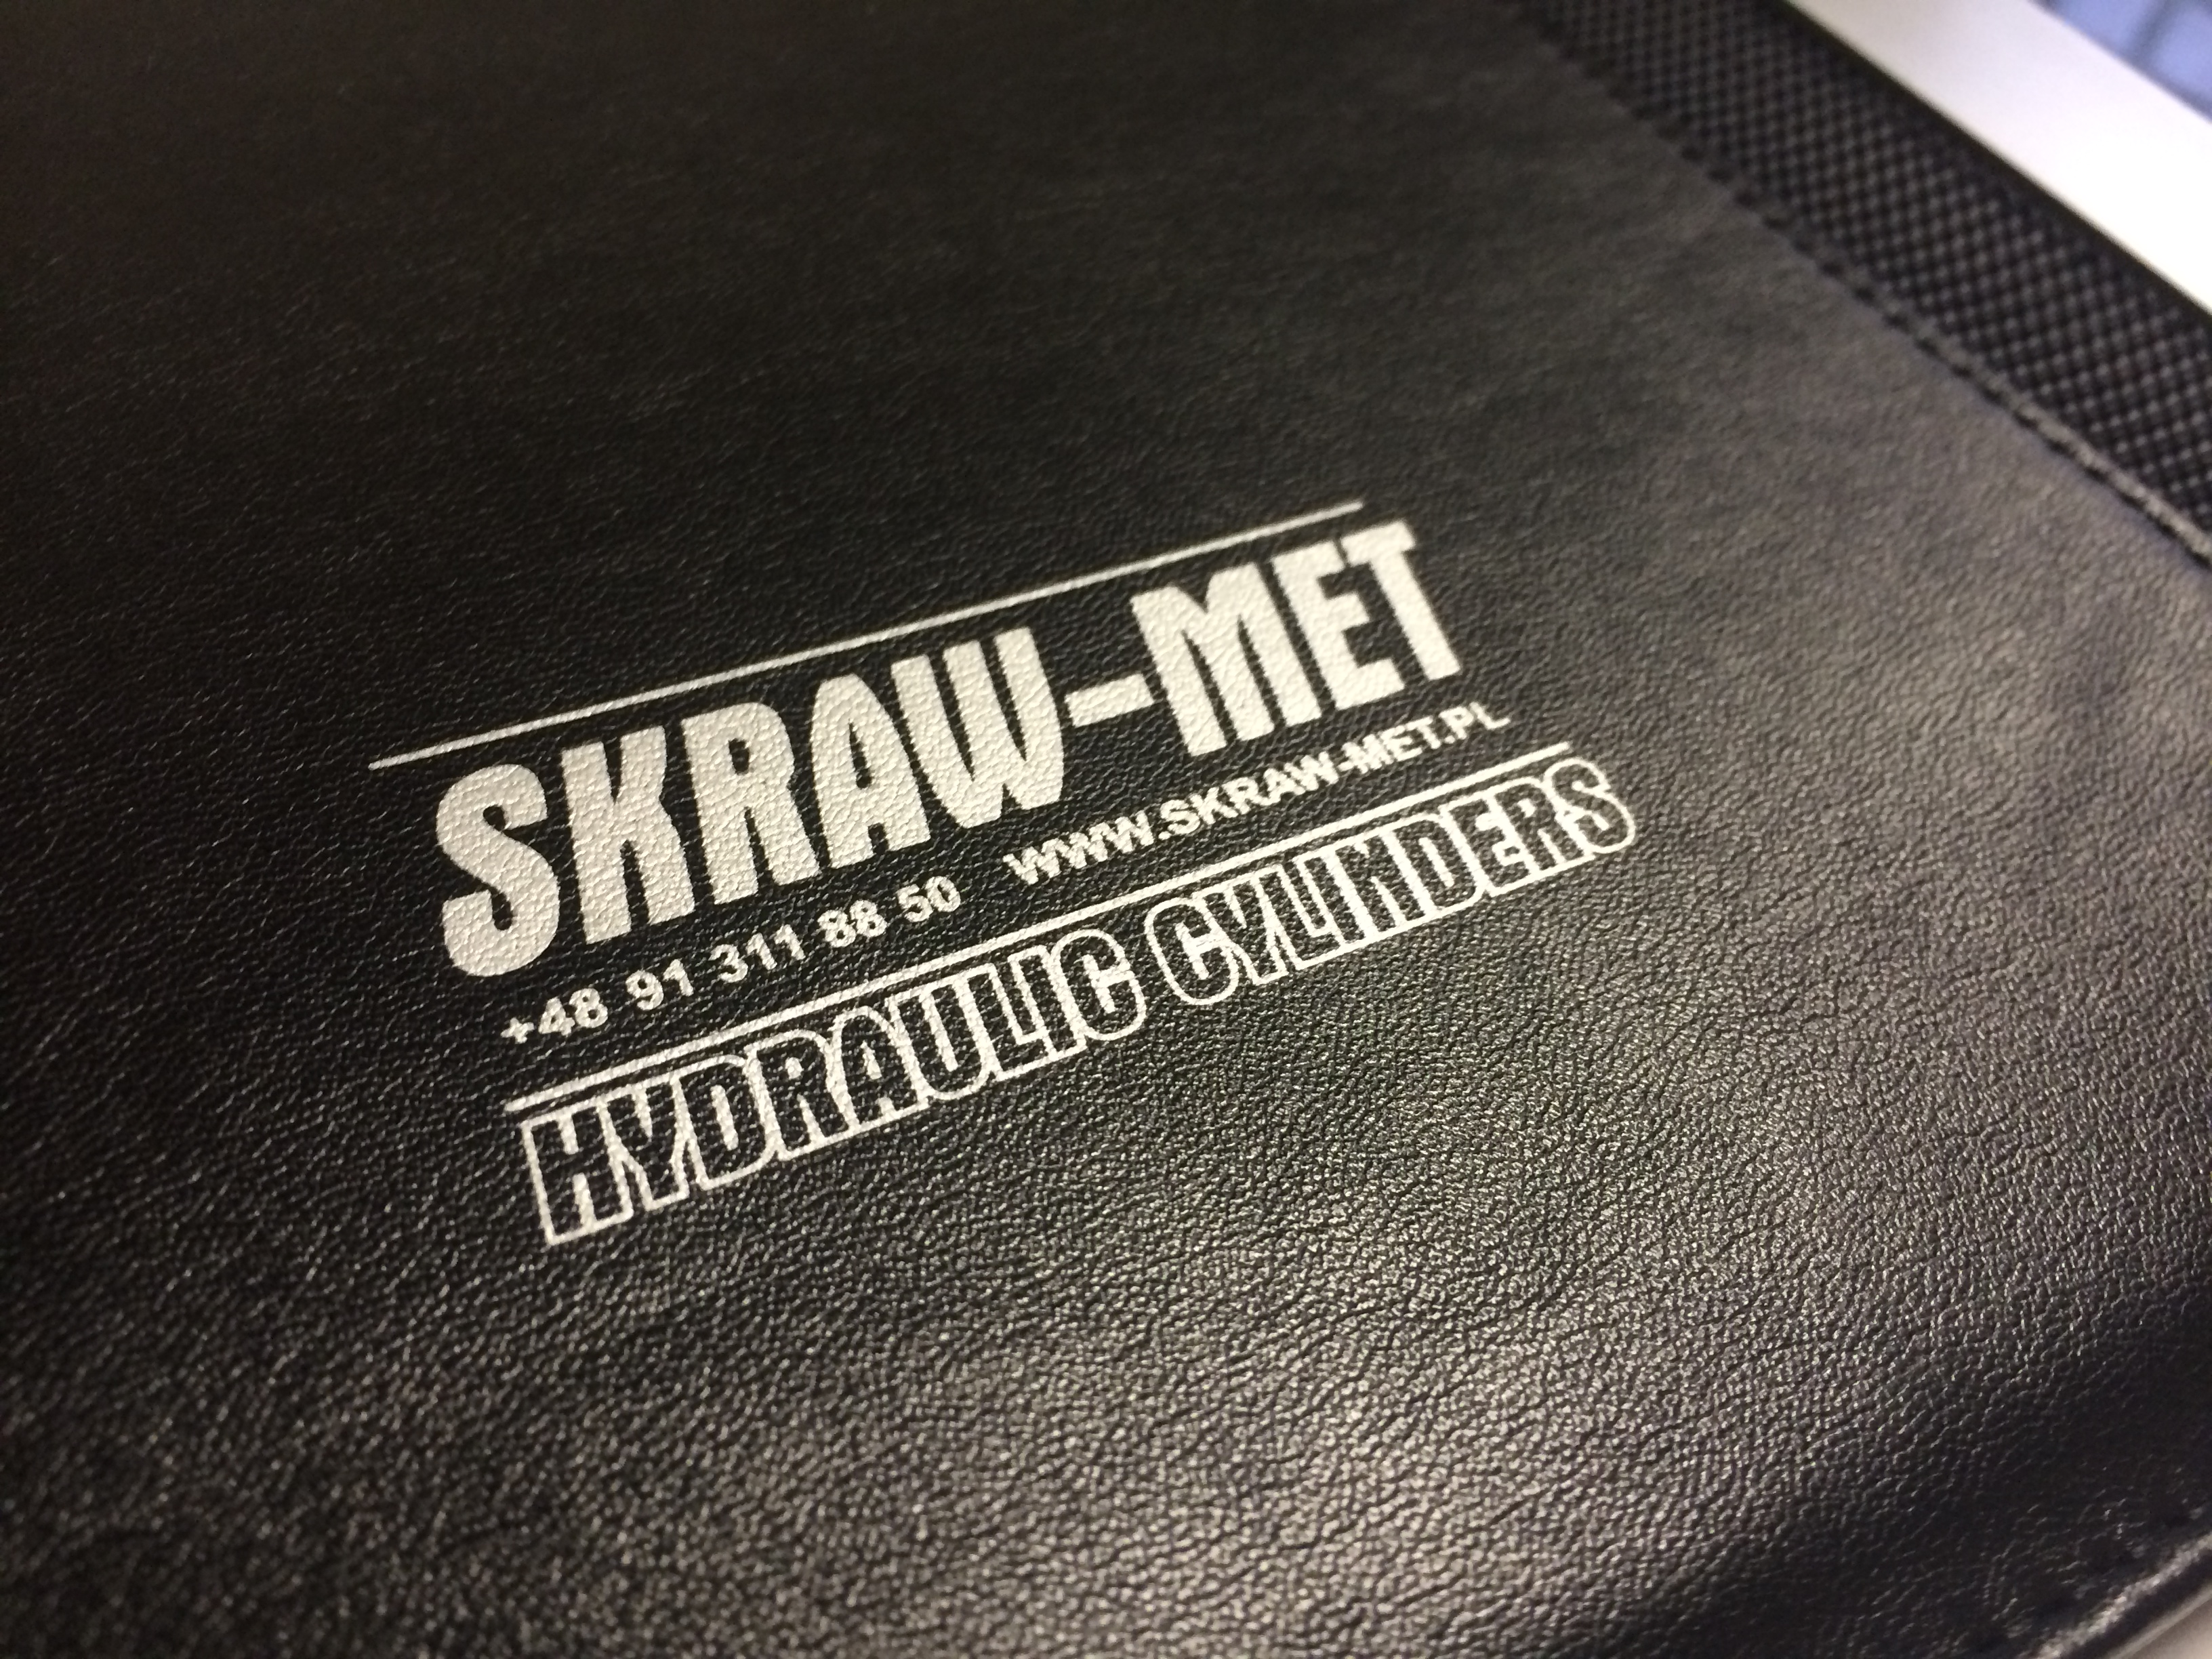 SKRAW-MET
+48 91 311 88 50 WWW.SKRAW-MET.PL
HYDRAULIC CYLINDERS